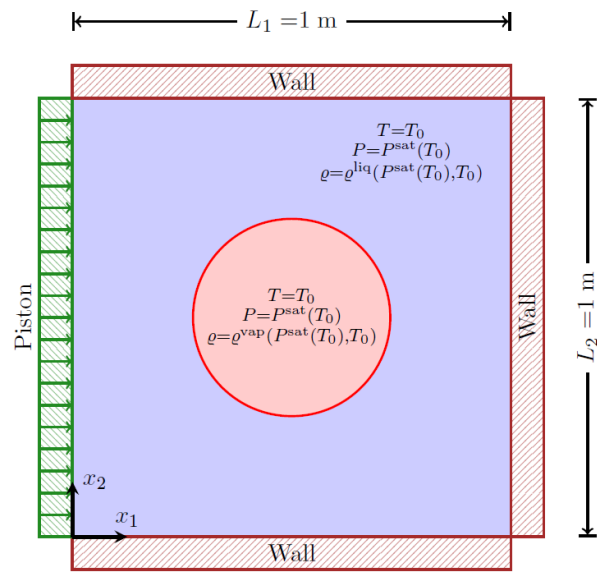 L₁ =1 m
Wall
T=T₀
P=Pˢᵃᵗ(T₀)
ϱ=ϱˡⁱq(Pˢᵃᵗ(T₀),T₀)
Piston
T=T₀
P=Pˢᵃᵗ(T₀)
ϱ=ϱᵛᵃᵖ(Pˢᵃᵗ(T₀),T₀)
Wall
L₂ =1 m
x₂
x₁
Wall